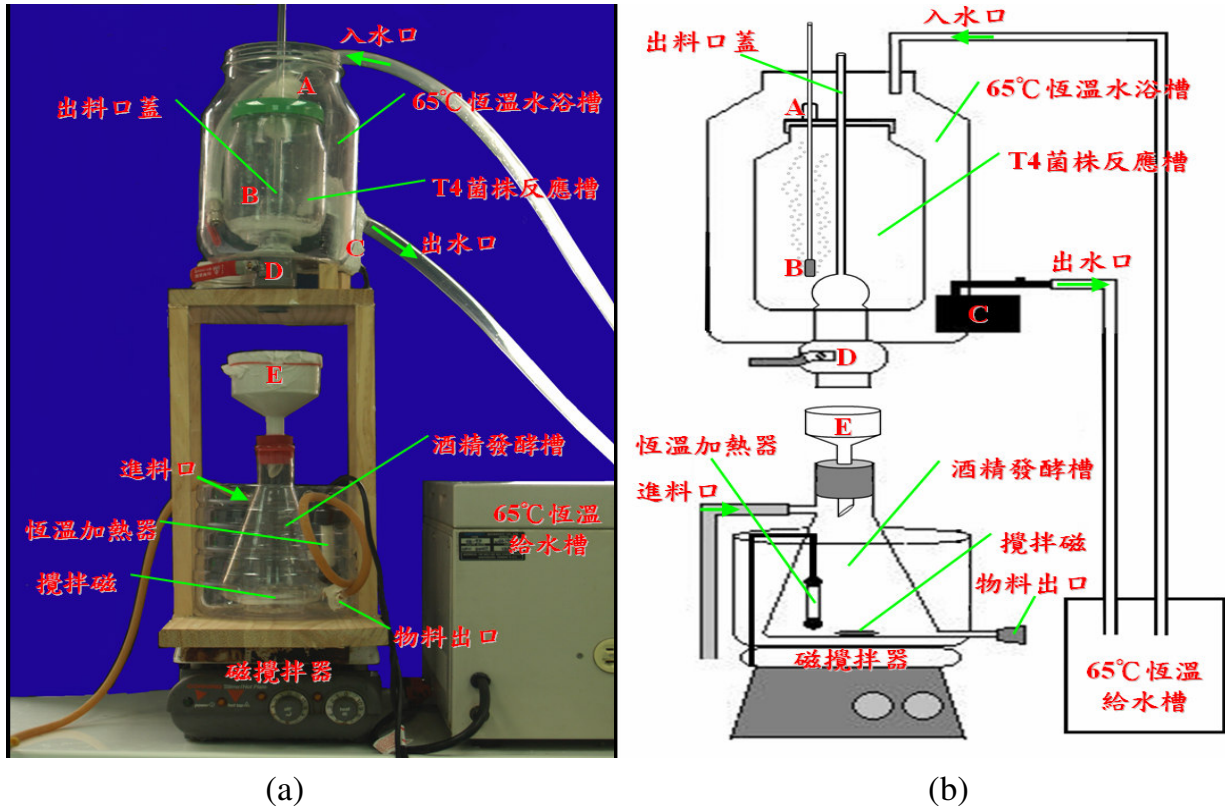 入水口
A
出料口蓋
65℃恆溫水浴槽
B
T4菌株反應槽
C
出水口
D
E
酒精發酵槽
進料口
65℃恆溫
給水槽
恆溫加熱器
攪拌磁
物料出口
磁攪拌器
(a)
入水口
出料口蓋
A
65℃恆溫水浴槽
T4菌株反應槽
B
出水口
C
D
E
恆溫加熱器
酒精發酵槽
進料口
攪拌磁
物料出口
磁攪拌器
65℃恆溫
給水槽
(b)